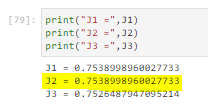 [79]: print("J1 =",J1)
print("J2 =",J2)
print("J3 =",J3)
J1 = 0.7538998960027733
J2 = 0.7538998960027733
J3 = 0.7526487947095214